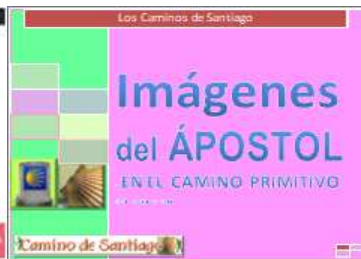 Los Caminos de Santiago
Imágenes
del ÁPOSTOL
EN EL CAMINO PRIMITIVO
Camino de Santiago